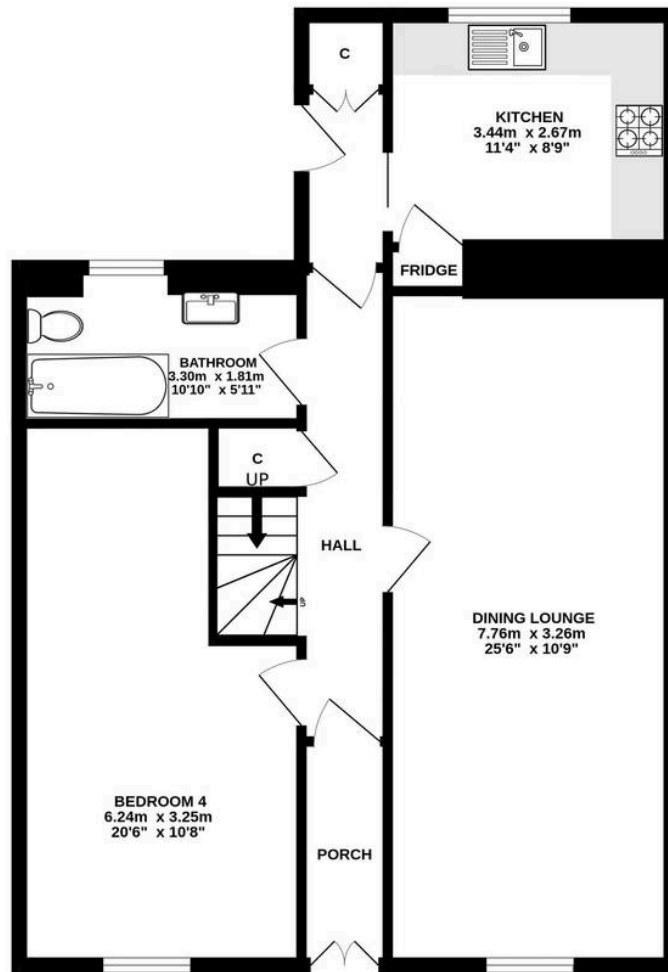 C
KITCHEN
3.44m x 2.67m
11'4" x 8'9"
FRIDGE
BATHROOM
3.30m x 1.81m
10'10" x 5'11"
C
UP
HALL
UP
DINING LOUNGE
7.76m x 3.26m
25'6" x 10'9"
BEDROOM 4
6.24m x 3.25m
20'6" x 10'8"
PORCH